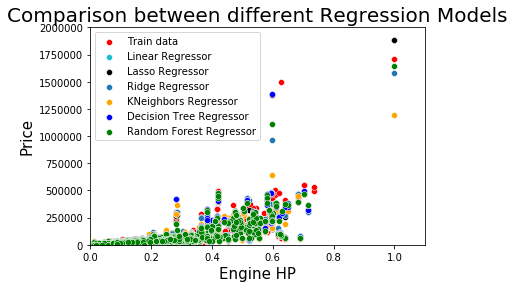 Comparison between different Regression Models
2000000
1750000
1500000
1250000
1000000
750000
500000
250000
0
Price
Train data
Linear Regressor
Lasso Regressor
Ridge Regressor
KNeighbors Regressor
Decision Tree Regressor
Random Forest Regressor
0.0 0.2 0.4 0.6 0.8 1.0
Engine HP